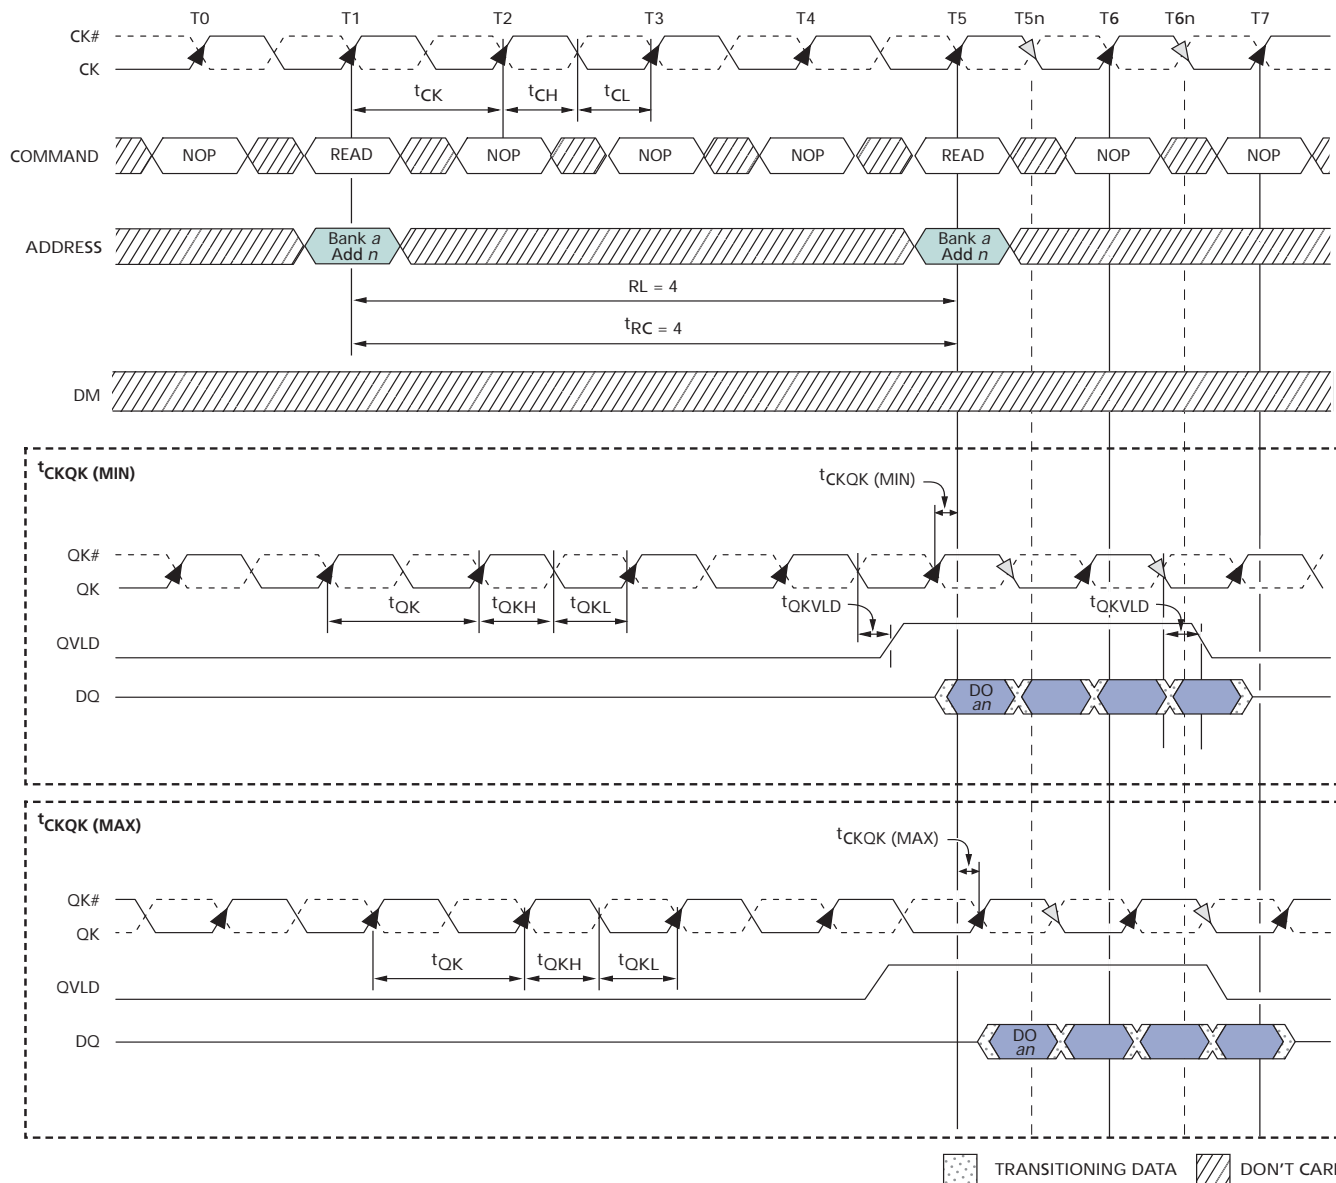 T0 T1 T2 T3 T4 T5 T5n T6 T6n T7
CK#
CK
tCK tCH tCL
COMMAND NOP READ NOP NOP NOP READ NOP NOP
ADDRESS Bank a Bank a
Add n Add n
RL = 4
tRC = 4
DM
tCKQK (MIN)
tCKQK (MIN)
QK#
QK
tQK tQKH tQKL tQKVLD tQKVLD
QVLD
DQ DO
an
tCKQK (MAX)
tCKQK (MAX)
QK#
QK
tQK tQKH tQKL
QVLD
DQ DO
an
TRANSITIONING DATA DON'T CAR